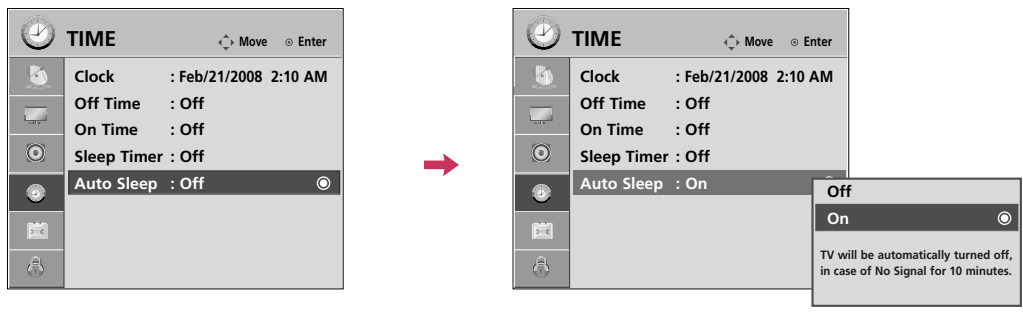 TIME
Move Enter
Clock : Feb/21/2008 2:10 AM
Off Time : Off
On Time : Off
Sleep Timer : Off
Auto Sleep : Off
TIME
Move Enter
Clock : Feb/21/2008 2:10 AM
Off Time : Off
On Time : Off
Sleep Timer : Off
Auto Sleep : On
Off
On
TV will be automatically turned off,
in case of No Signal for 10 minutes.